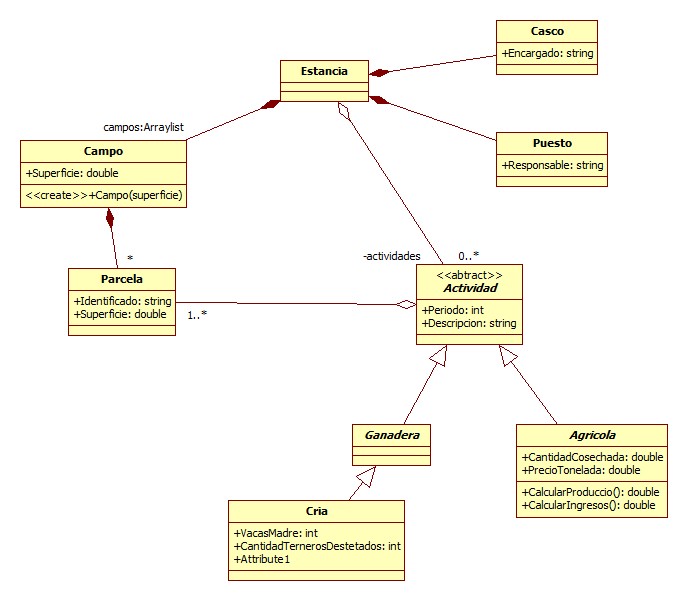 Casco
+Encargado: string
Estancia
campos:Arraylist
Campo
+Superficie: double
<<create>>+Campo(superficie)
Puesto
+Responsable: string
-actividades
0..*
*
Parcela
+Identificado: string
+Superficie: double
1..*
<<abtract>>
Actividad
+Periodo: int
+Descripcion: string
Ganadera
Agricola
+CantidadCosechada: double
+PrecioTonelada: double
+CalcularProduccio(): double
+CalcularIngresos(): double
Cria
+VacasMadre: int
+CantidadTernerosDestetados: int
+Attribute1